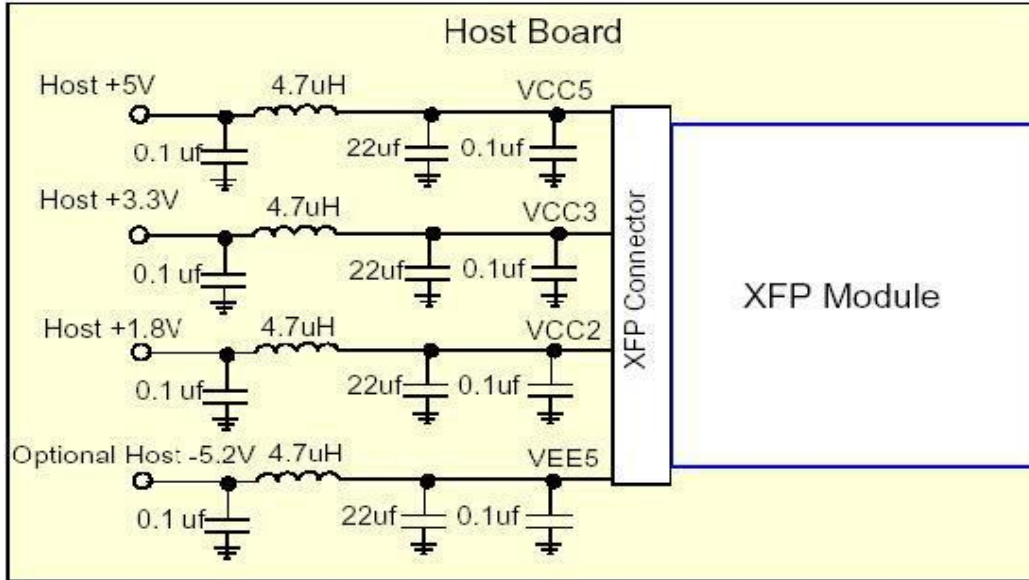 Host Board
Host +5V
4.7uH
VCC5
0.1 uf
22uf
0.1uf
Host +3.3V
4.7uH
VCC3
0.1 uf
22uf
0.1uf
Host +1.8V
4.7uH
VCC2
0.1 uf
22uf
0.1uf
Optional Host -5.2V
4.7uH
VEE5
0.1 uf
22uf
0.1uf
XFP Connector
XFP Module